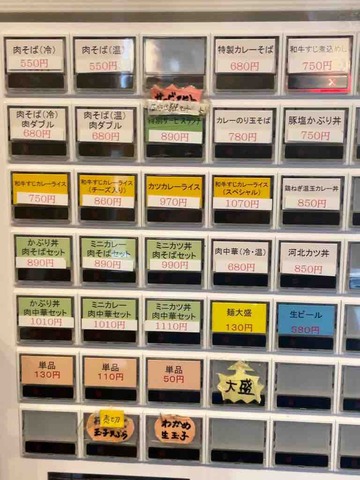 肉そば(冷)
550円
肉そば(温)
550円
特製カレーそば
680円
和牛すじ煮込めし
750円
肉そば(冷)
肉ダブル
680円
肉そば(温)
肉ダブル
680円
890円
カレーのり玉そば
780円
豚塩かぶり丼
750円
和牛すじカレーライス
750円
和牛すじカレーライス
(チーズ入り)
860円
カツカレーライス
970円
和牛すじカレーライス
(スペシャル)
1070円
鶏ねぎ温玉カレー丼
850円
かぶり丼
肉そばセット
890円
ミニカレー
肉そばセット
890円
ミニカツ丼
肉そばセット
990円
肉中華(冷・温)
680円
河北カツ丼
850円
かぶり丼
肉中華セット
1010円
ミニカレー
肉中華セット
1010円
ミニカツ丼
肉中華セット
1110円
麺大盛
130円
生ビール
580円
単品
130円
単品
110円
単品
50円
大盛
売切
わかめ
生玉子